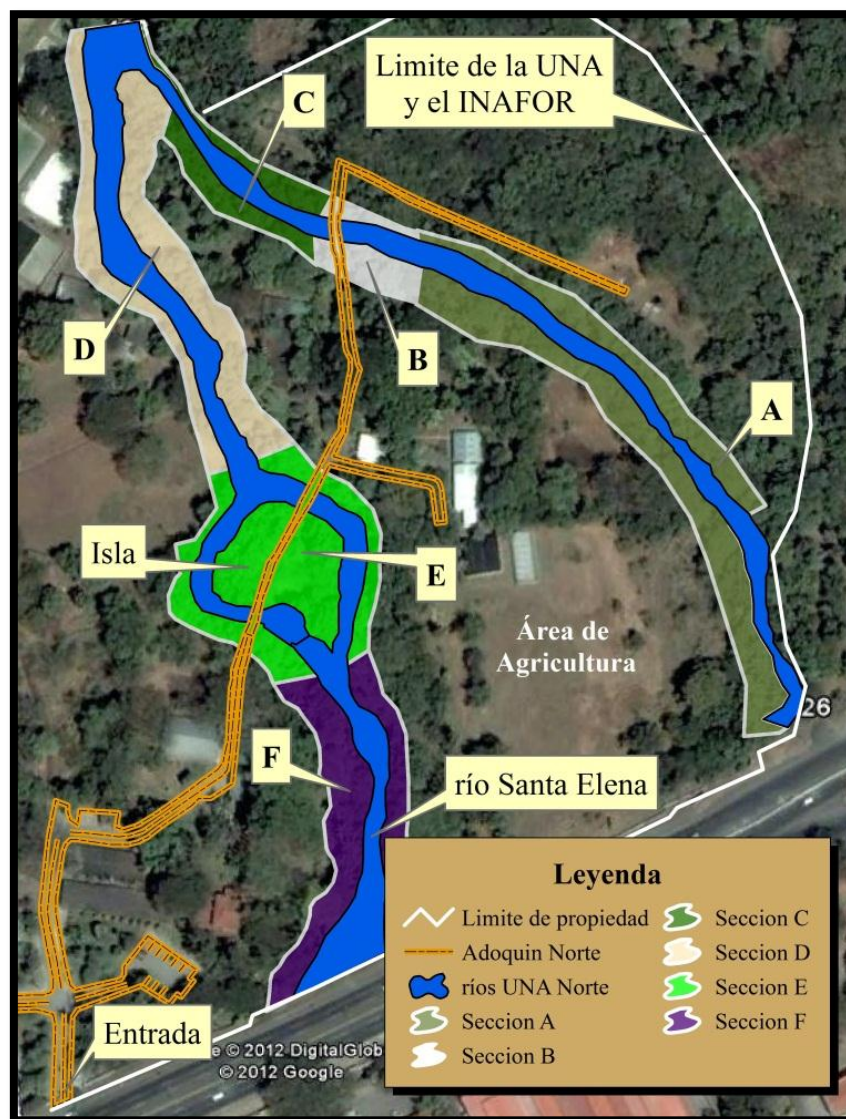 Limite de la UNA
y el INAFOR
C
D
B
A
Isla
E
Área de
Agricultura
26
F
río Santa Elena
Entrada
e © 2012 DigitalGlob
© 2012 Google
Leyenda
Limite de propiedad
Adoquin Norte
ríos UNA Norte
Seccion A
Seccion B
Seccion C
Seccion D
Seccion E
Seccion F